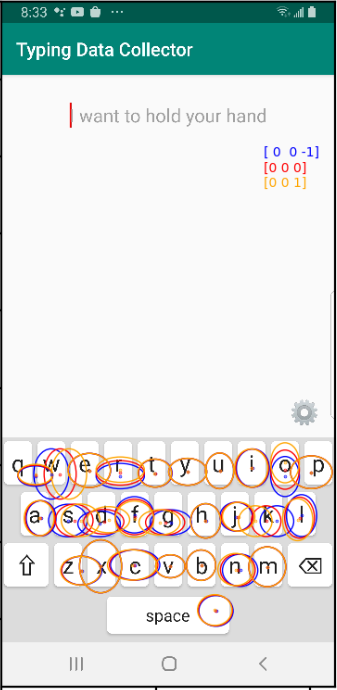 8:33
Typing Data Collector
I want to hold your hand
[ 0 0 -1]
[0 0 0]
[0 0 1]
q w e r t y u i o p
a s d f g h j k l
z x c v b n m
space